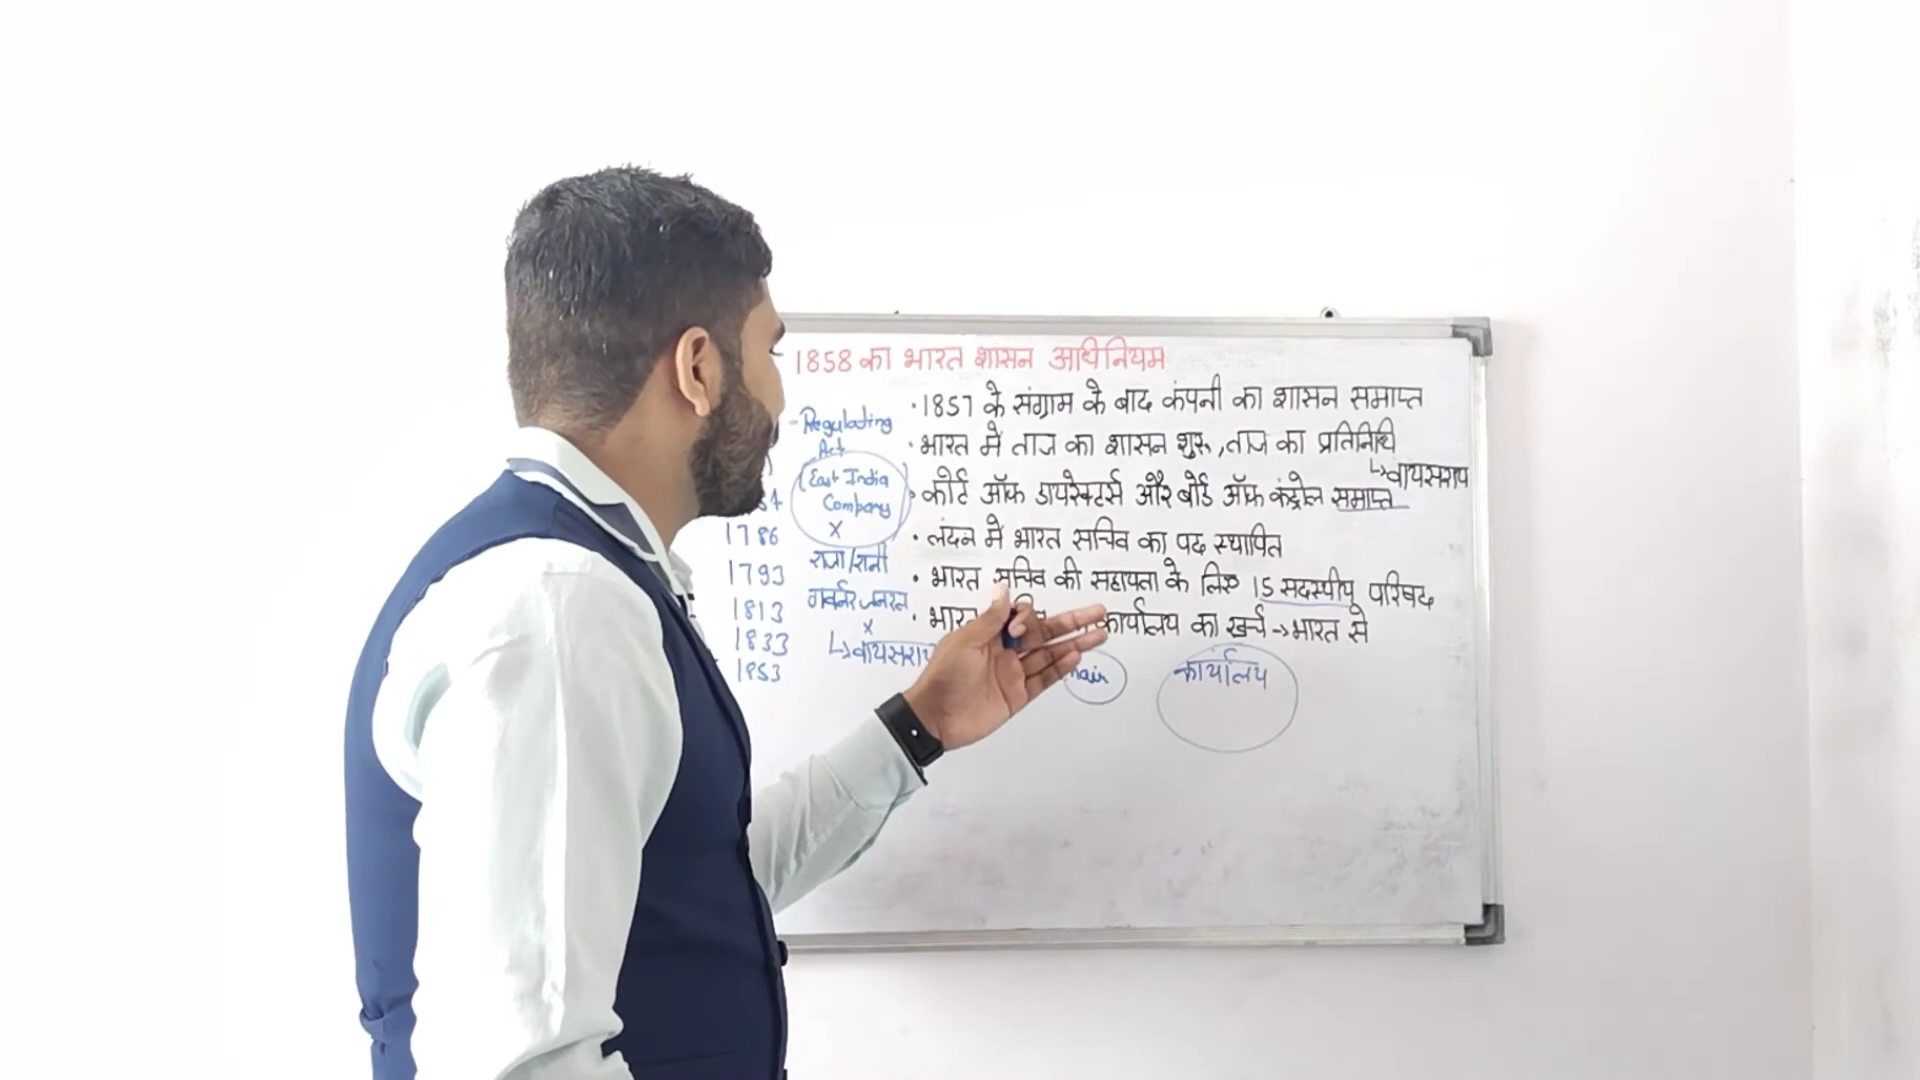 1858 का भारत शासन अधिनियम
· 1857 के संग्राम के बाद कंपनी का शासन समाप्त
· भारत में ताज का शासन शुरू, ताज का प्रतिनिधि
↳ वायसराय
· कोर्ट ऑफ डायरेक्टर्स और बोर्ड ऑफ कंट्रोल समाप्त
· लंदन में भारत सचिव का पद स्थापित
· भारत सचिव की सहायता के लिए 15 सदस्यीय परिषद
· भारत कार्यालय का खर्च → भारत से
- Regulating
Act
East India
Company
X
राजा/रानी
गवर्नर जनरल
X
↳ वायसराय
1786
1793
1813
1833
1853
कार्यालय